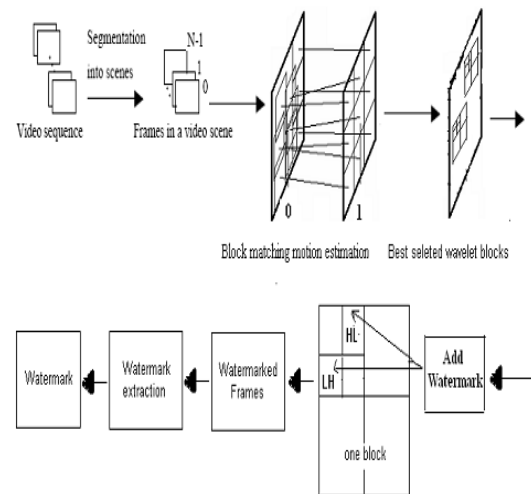 Segmentation
into scenes
N-1
1
0
Video sequence
Frames in a video scene
0
1
Block matching motion estimation
Best seleted wavelet blocks
HL
LH
one block
Add
Watermark
Watermarked
Frames
Watermark
extraction
Watermark